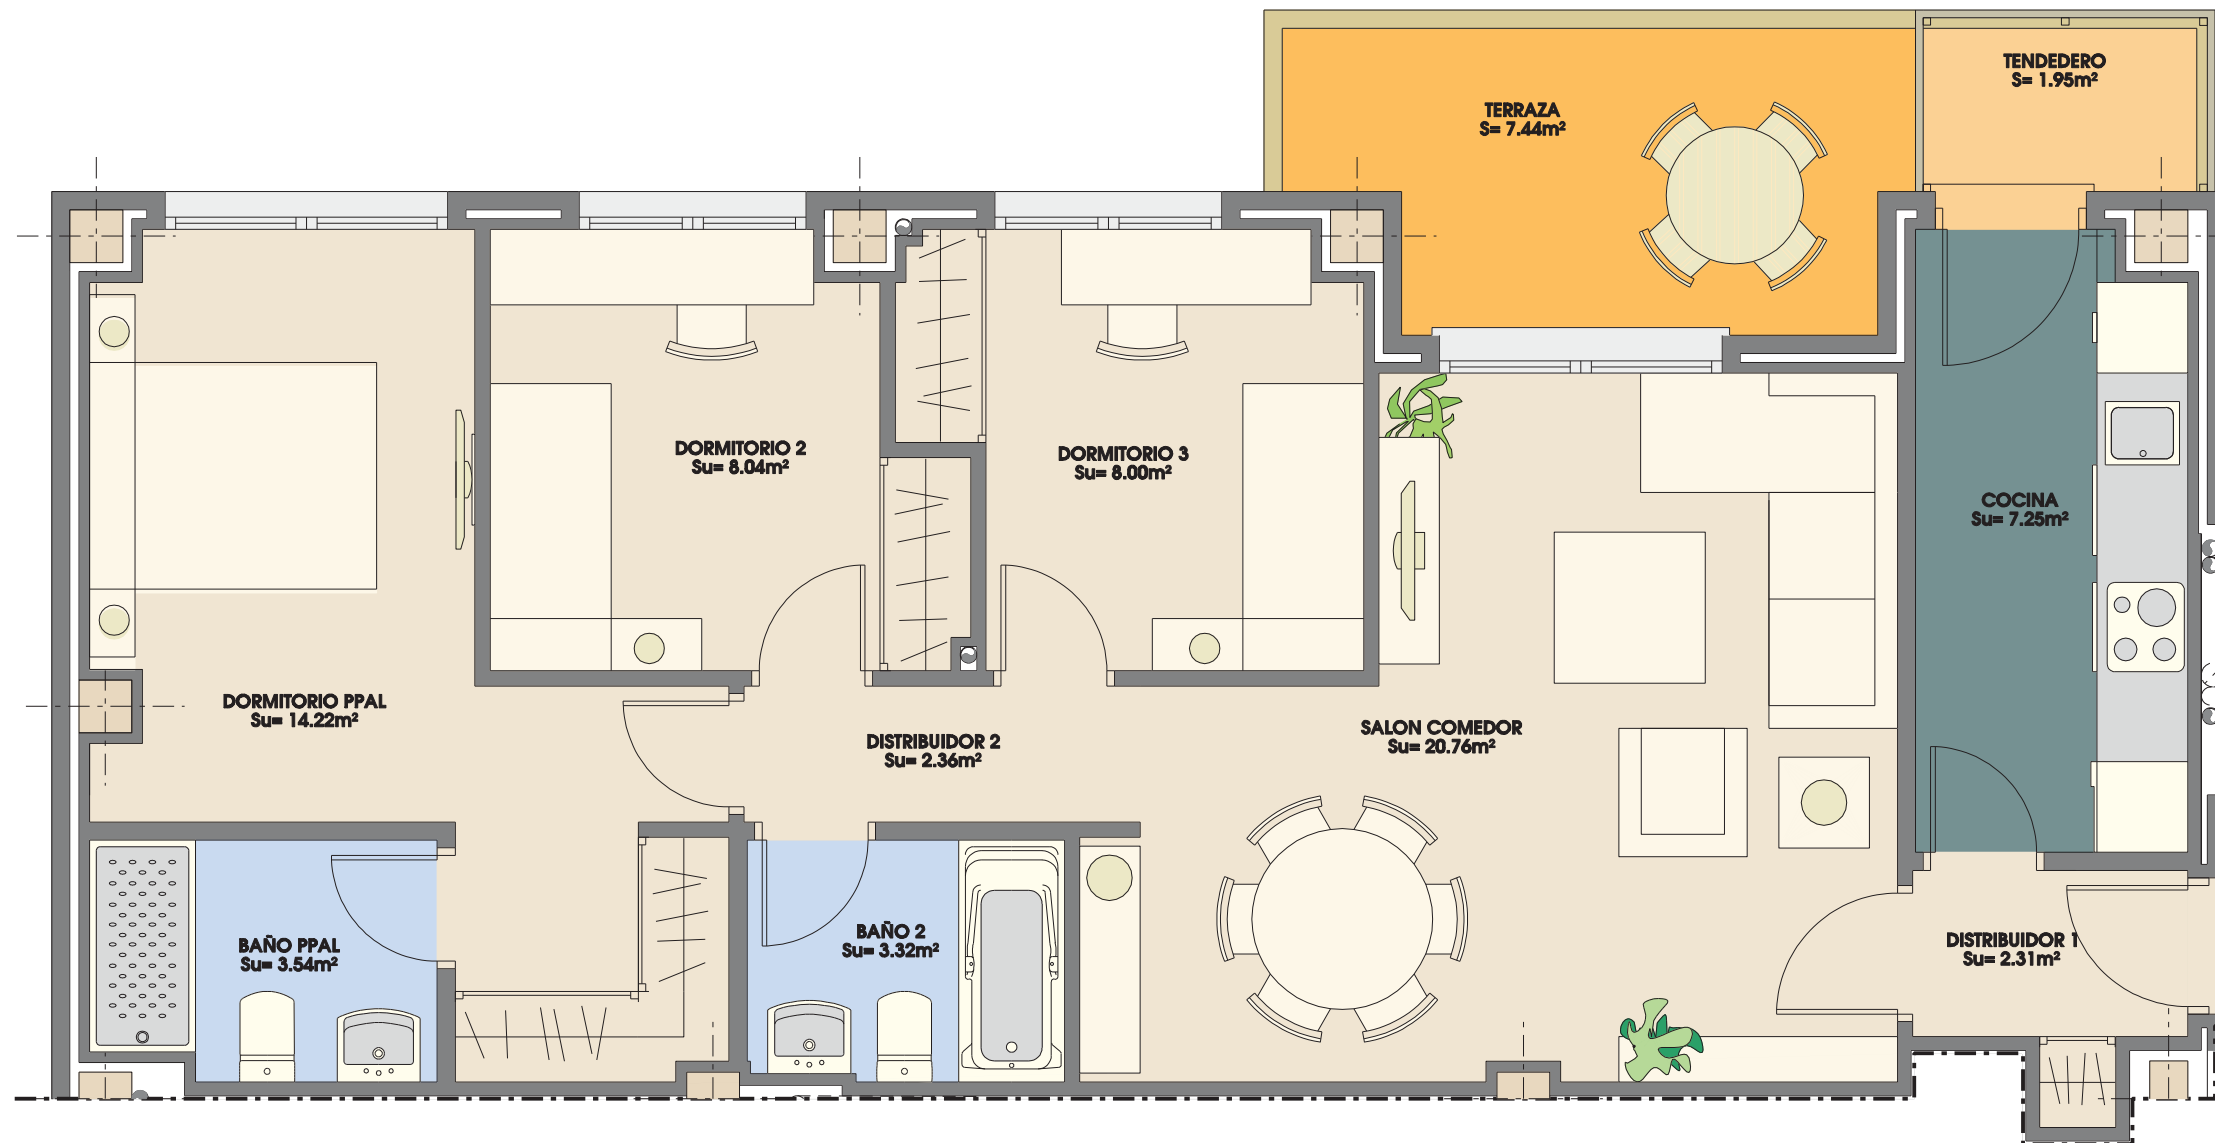 TENDEDERO
S= 1.95m²
TERRAZA
S= 7.44m²
DORMITORIO 2
Su= 8.04m²
DORMITORIO 3
Su= 8.00m²
COCINA
Su= 7.25m²
DORMITORIO PPAL
Su= 14.22m²
DISTRIBUIDOR 2
Su= 2.36m²
SALON COMEDOR
Su= 20.76m²
BAÑO PPAL
Su= 3.54m²
BAÑO 2
Su= 3.32m²
DISTRIBUIDOR 1
Su= 2.31m²